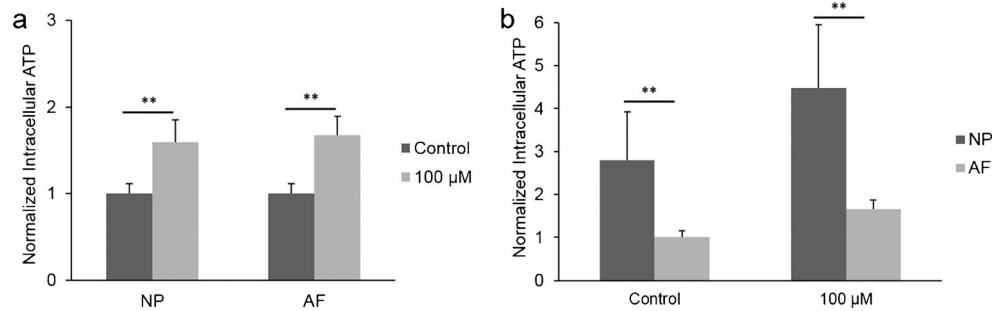 a
Normalized Intracellular ATP
3
2
1
0
**
**
NP
AF
Control
100 µM
b
Normalized Intracellular ATP
6
5
4
3
2
1
0
**
**
Control
100 µM
NP
AF